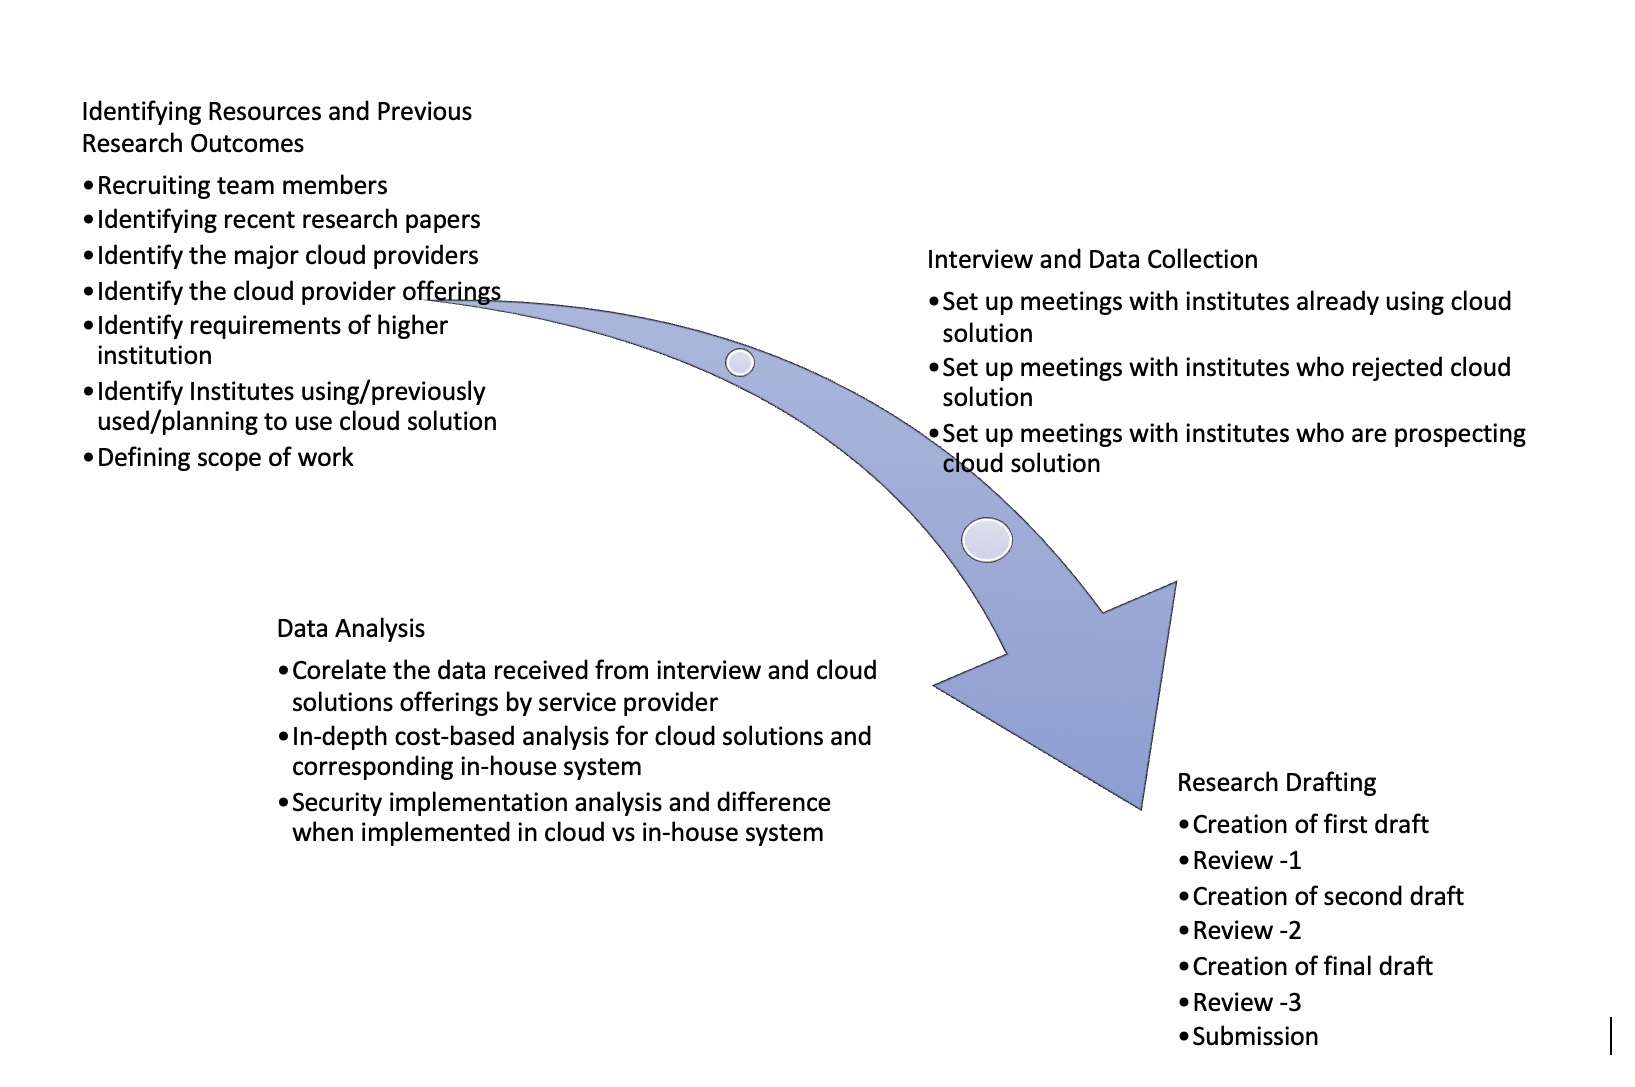 Identifying Resources and Previous
Research Outcomes
•Recruiting team members
•Identifying recent research papers
•Identify the major cloud providers
•Identify the cloud provider offerings
•Identify requirements of higher
institution
•Identify Institutes using/previously
used/planning to use cloud solution
•Defining scope of work
Interview and Data Collection
•Set up meetings with institutes already using cloud
solution
•Set up meetings with institutes who rejected cloud
solution
•Set up meetings with institutes who are prospecting
cloud solution
Data Analysis
•Corelate the data received from interview and cloud
solutions offerings by service provider
•In-depth cost-based analysis for cloud solutions and
corresponding in-house system
•Security implementation analysis and difference
when implemented in cloud vs in-house system
Research Drafting
•Creation of first draft
•Review -1
•Creation of second draft
•Review -2
•Creation of final draft
•Review -3
•Submission